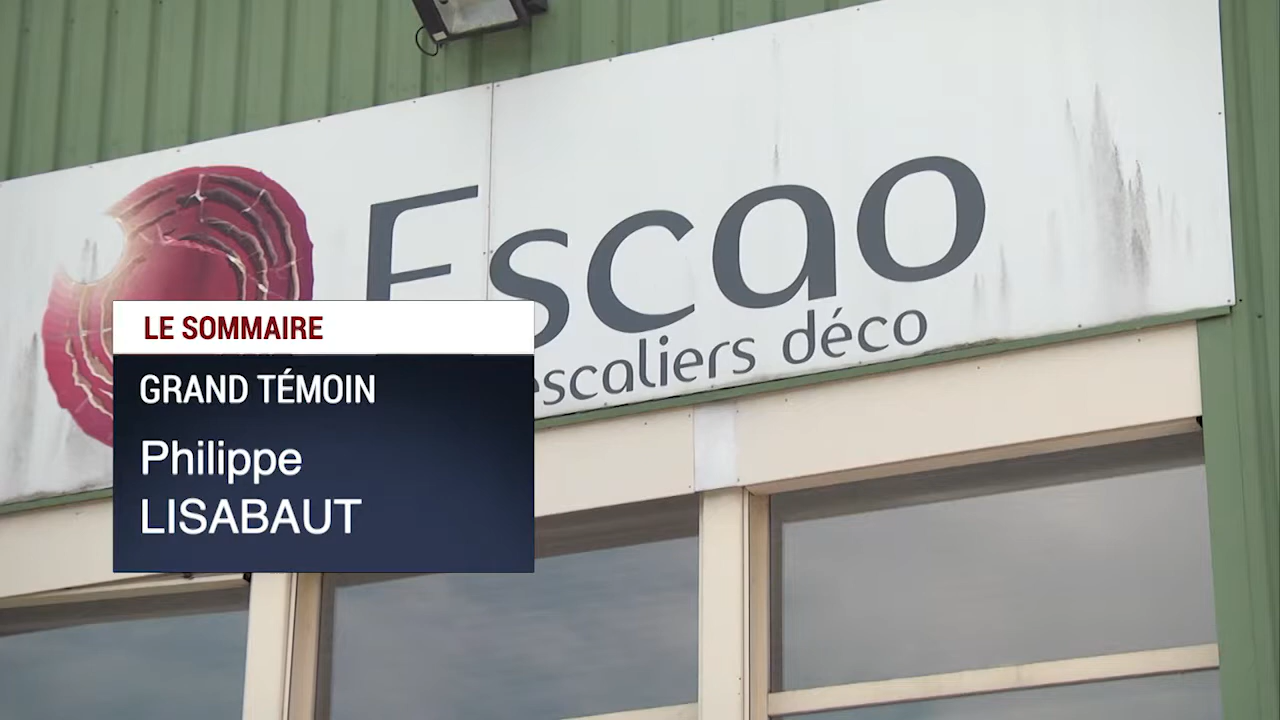 Escao
escaliers déco
LE SOMMAIRE
GRAND TÉMOIN
Philippe
LISABAUT